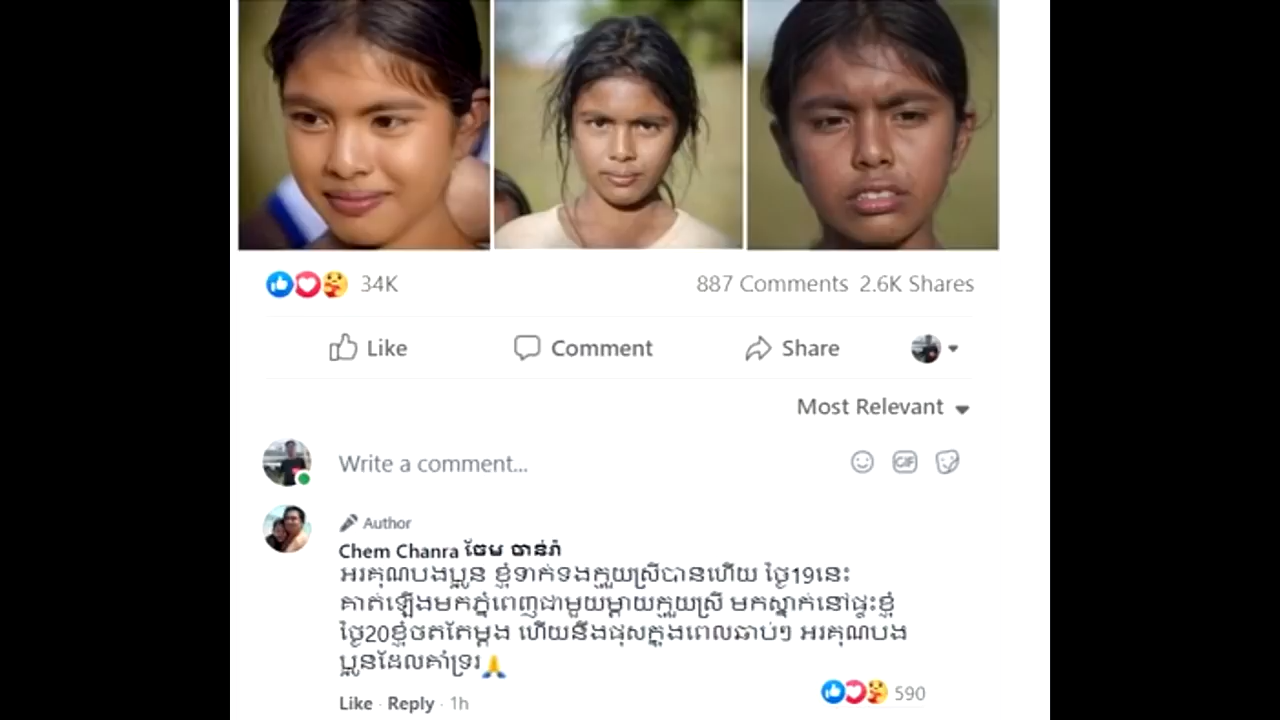 34K
887 Comments 2.6K Shares
Like
Comment
Share
Most Relevant
Write a comment...
GIF
Author
Chem Chanra ចែម ចាន់រ៉ា
អរគុណបងប្អូន ខ្ញុំទាក់ទងក្មួយស្រីបានហើយ ថ្ងៃ19នេះ
គាត់ឡើងមកភ្នំពេញជាមួយម្តាយក្មួយស្រី មកស្នាក់នៅផ្ទះខ្ញុំ
ថ្ងៃ20ខ្ញុំថតតែម្តង ហើយនឹងផុសក្នុងពេលឆាប់ៗ អរគុណបង
ប្អូនដែលគាំទ្រ🙏
Like · Reply · 1h
590